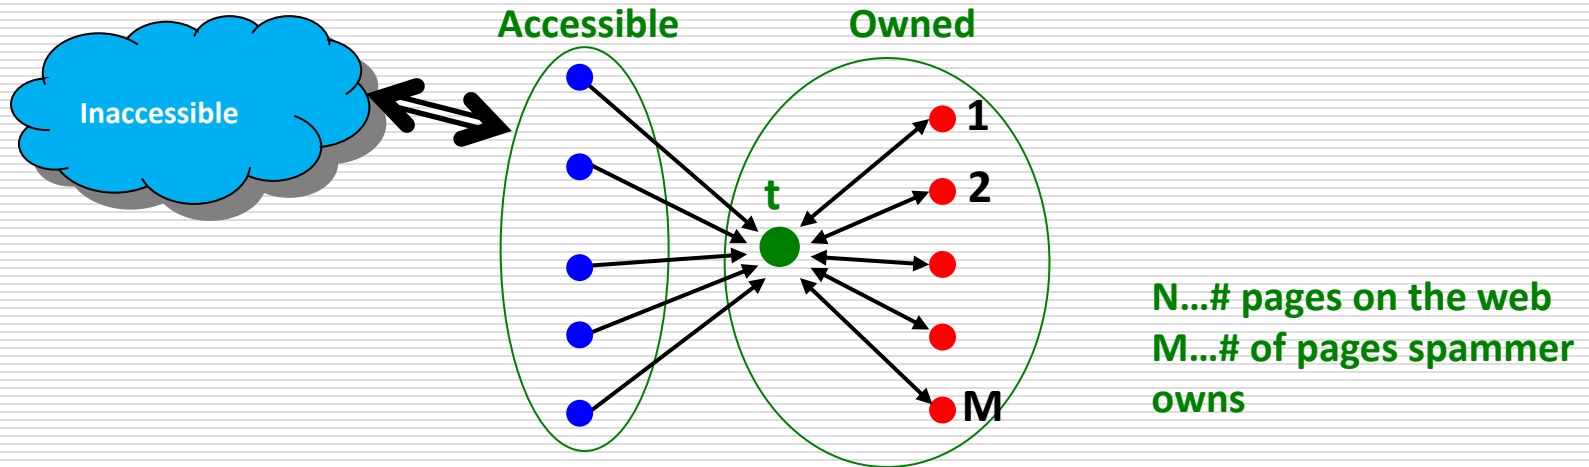 Accessible
Owned
Inaccessible
1
2
t
M
N...# pages on the web
M...# of pages spammer
owns